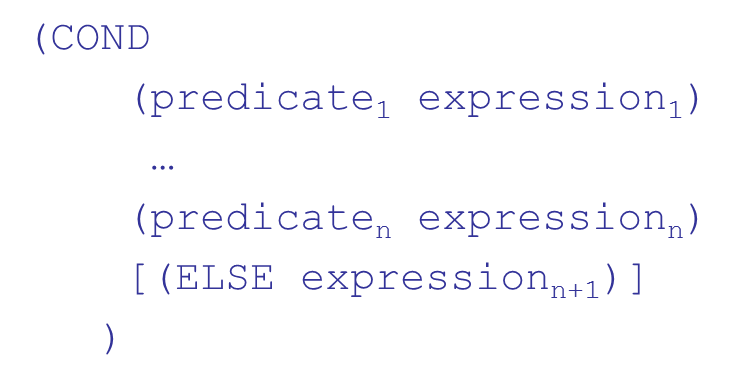 (COND
(predicate₁ expression₁)
…
(predicateₙ expressionₙ)
[(ELSE expressionₙ₊₁)]
)